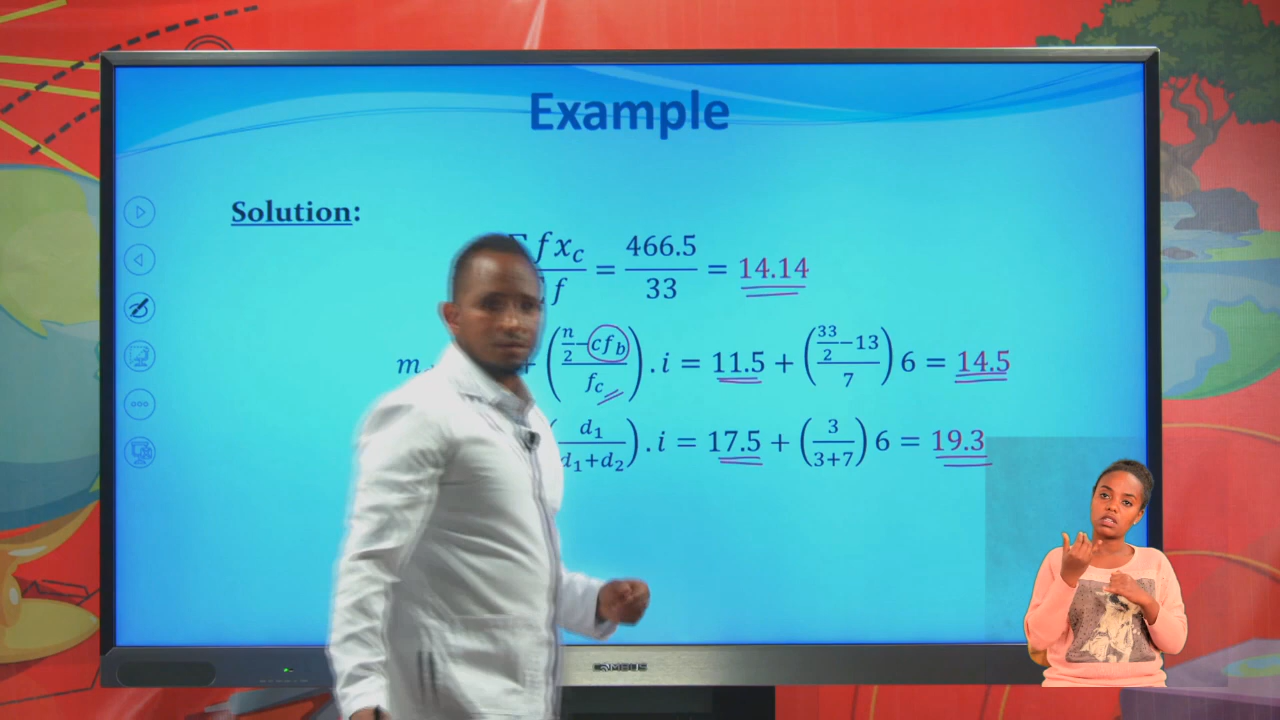 Example
Solution:
fx_c / f = 466.5 / 33 = 14.14
m + (n/2 − cf_b / f_c) . i = 11.5 + (33/2 −13 / 7) 6 = 14.5
(d_1 / d_1+d_2) . i = 17.5 + (3 / 3+7) 6 = 19.3